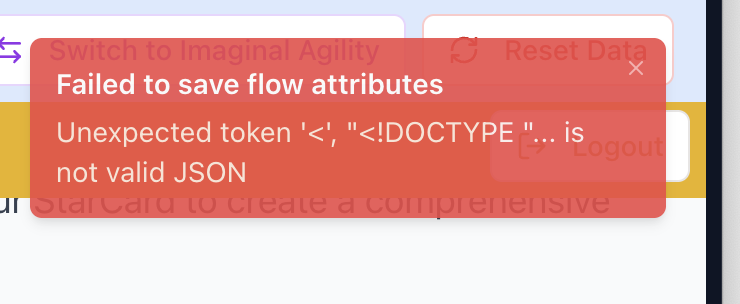 Switch to Imaginal Agility
Reset Data
Failed to save flow attributes
Unexpected token '<', "<!DOCTYPE "... is
not valid JSON
Logout
ur StarCard to create a comprehensive